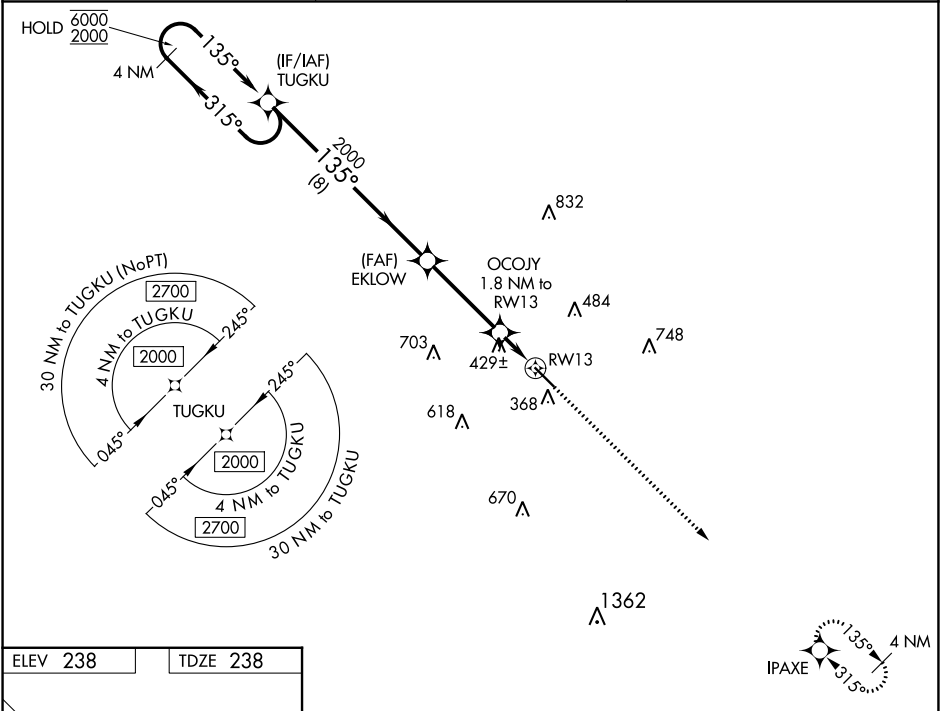 HOLD 6000
2000
4 NM
135°
315°
(IF/IAF)
TUGKU
2000
135°
(8)
832
(FAF)
EKLOW
OCOJY
1.8 NM to
RW13
484
748
703
429±
RW13
368
618
670
1362
30 NM to TUGKU (NoPT)
2700
4 NM to TUGKU
2000
245°
045°
TUGKU
245°
045°
2000
4 NM to TUGKU
2700
30 NM to TUGKU
IPAXE
135°
315°
4 NM
ELEV 238
TDZE 238